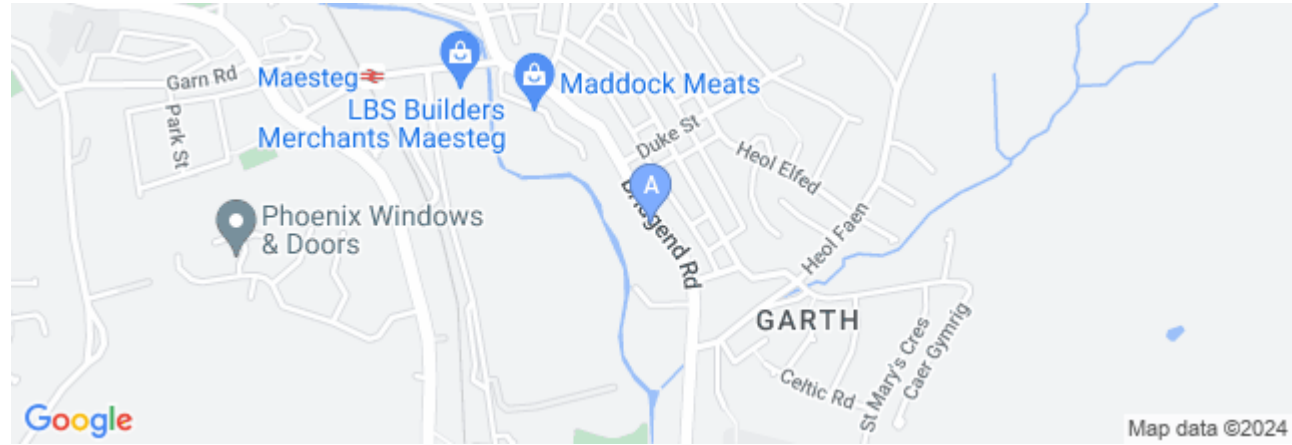 Garn Rd
Maesteg
LBS Builders
Merchants Maesteg
Maddock Meats
Park St
Duke St
Heol Elfed
A
Phoenix Windows
& Doors
Bridgend Rd
Heol Faen
GARTH
Celtic Rd
St Mary's Cres
Caer Gymrig
Google
Map data ©2024